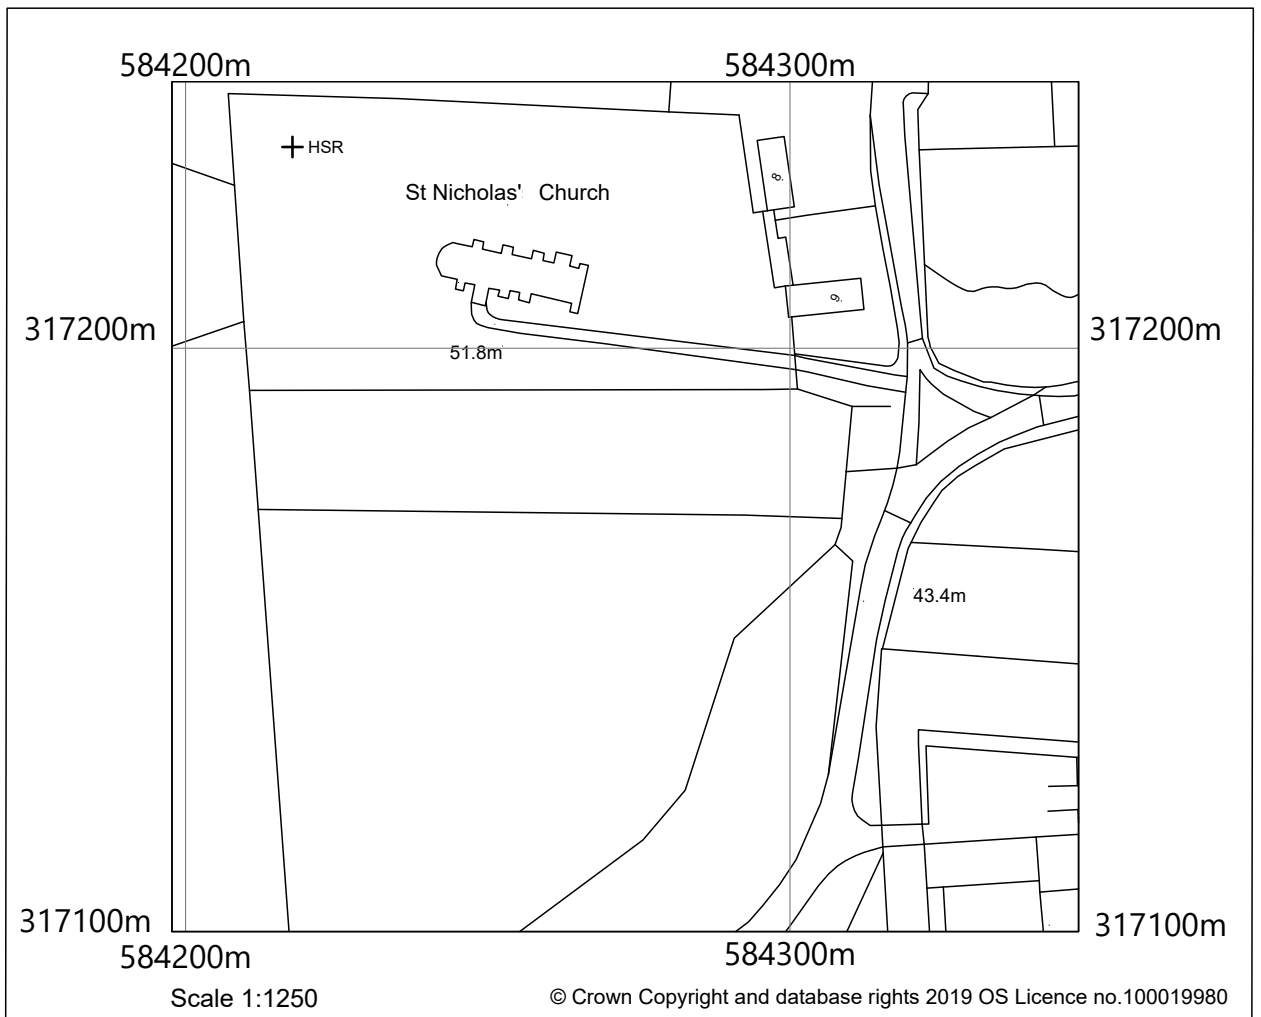 584200m 584300m
HSR
8
St Nicholas' Church
9
317200m 317200m
51.8m
43.4m
317100m 317100m
584200m 584300m
Scale 1:1250 © Crown Copyright and database rights 2019 OS Licence no.100019980